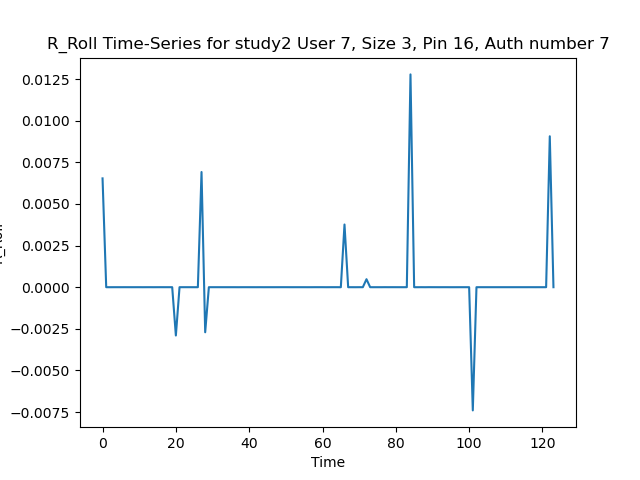 R_Roll Time-Series for study2 User 7, Size 3, Pin 16, Auth number 7
0.0125
0.0100
0.0075
0.0050
0.0025
0.0000
−0.0025
−0.0050
−0.0075
R_Roll
0 20 40 60 80 100 120
Time